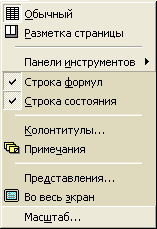 Обычный
Разметка страницы
Панели инструментов
Строка формул
Строка состояния
Колонтитулы...
Примечания
Представления...
Во весь экран
Масштаб...